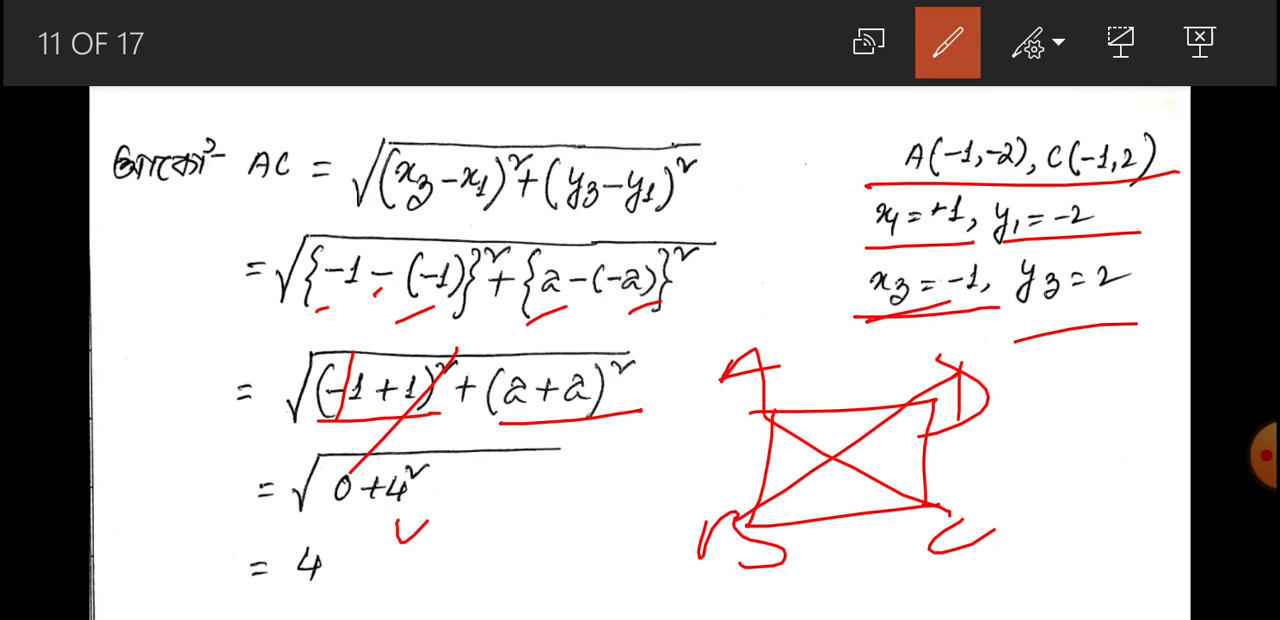 11 OF 17
আকৌ- AC = √(x₃-x₁)²+(y₃-y₁)²
= √{-1-(-1)}²+{2-(-2)}²
= √(-1+1)²+(2+2)²
= √0+4²
= 4
A(-1,-2), C(-1,2)
x₁=+1, y₁=-2
x₃=-1, y₃=2
A
D
B
C